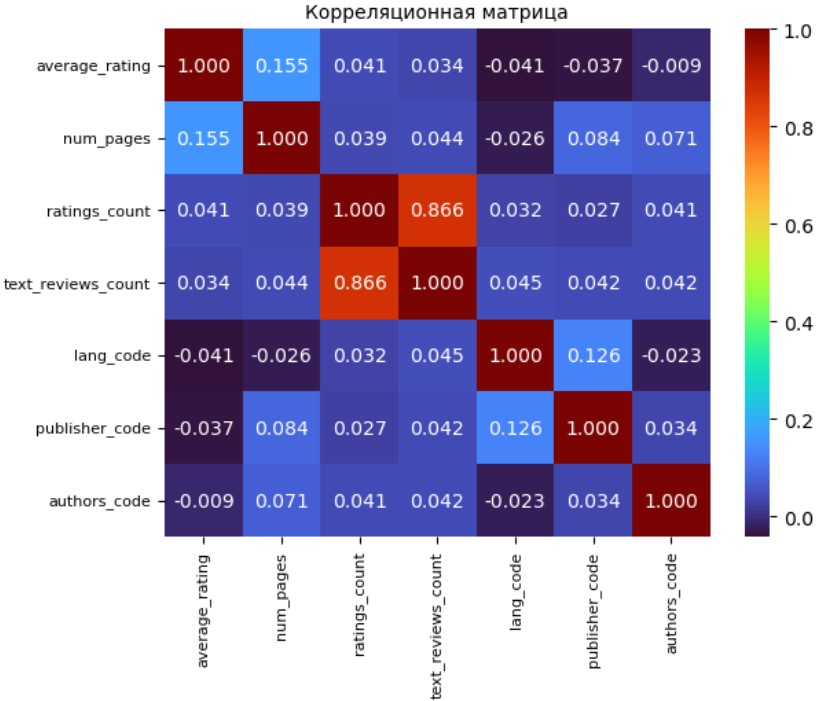 Корреляционная матрица
average_rating 1.000 0.155 0.041 0.034 -0.041 -0.037 -0.009
num_pages 0.155 1.000 0.039 0.044 -0.026 0.084 0.071
ratings_count 0.041 0.039 1.000 0.866 0.032 0.027 0.041
text_reviews_count 0.034 0.044 0.866 1.000 0.045 0.042 0.042
lang_code -0.041 -0.026 0.032 0.045 1.000 0.126 -0.023
publisher_code -0.037 0.084 0.027 0.042 0.126 1.000 0.034
authors_code -0.009 0.071 0.041 0.042 -0.023 0.034 1.000
average_rating
num_pages
ratings_count
text_reviews_count
lang_code
publisher_code
authors_code
1.0
0.8
0.6
0.4
0.2
0.0